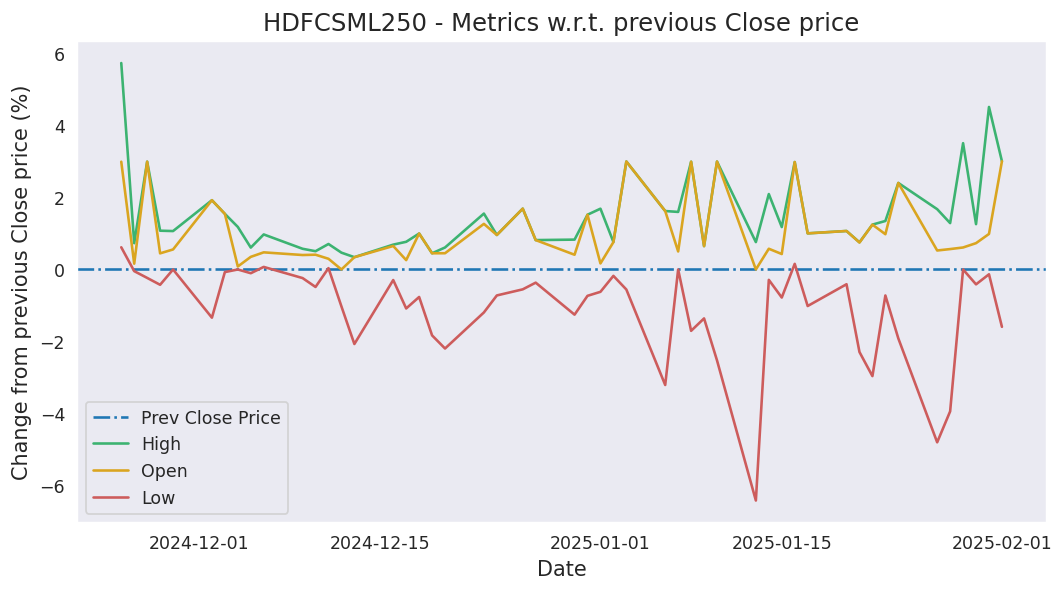 HDFCSML250 - Metrics w.r.t. previous Close price
Change from previous Close price (%)
6
4
2
0
−2
−4
−6
Prev Close Price
High
Open
Low
2024-12-01
2024-12-15
2025-01-01
2025-01-15
2025-02-01
Date